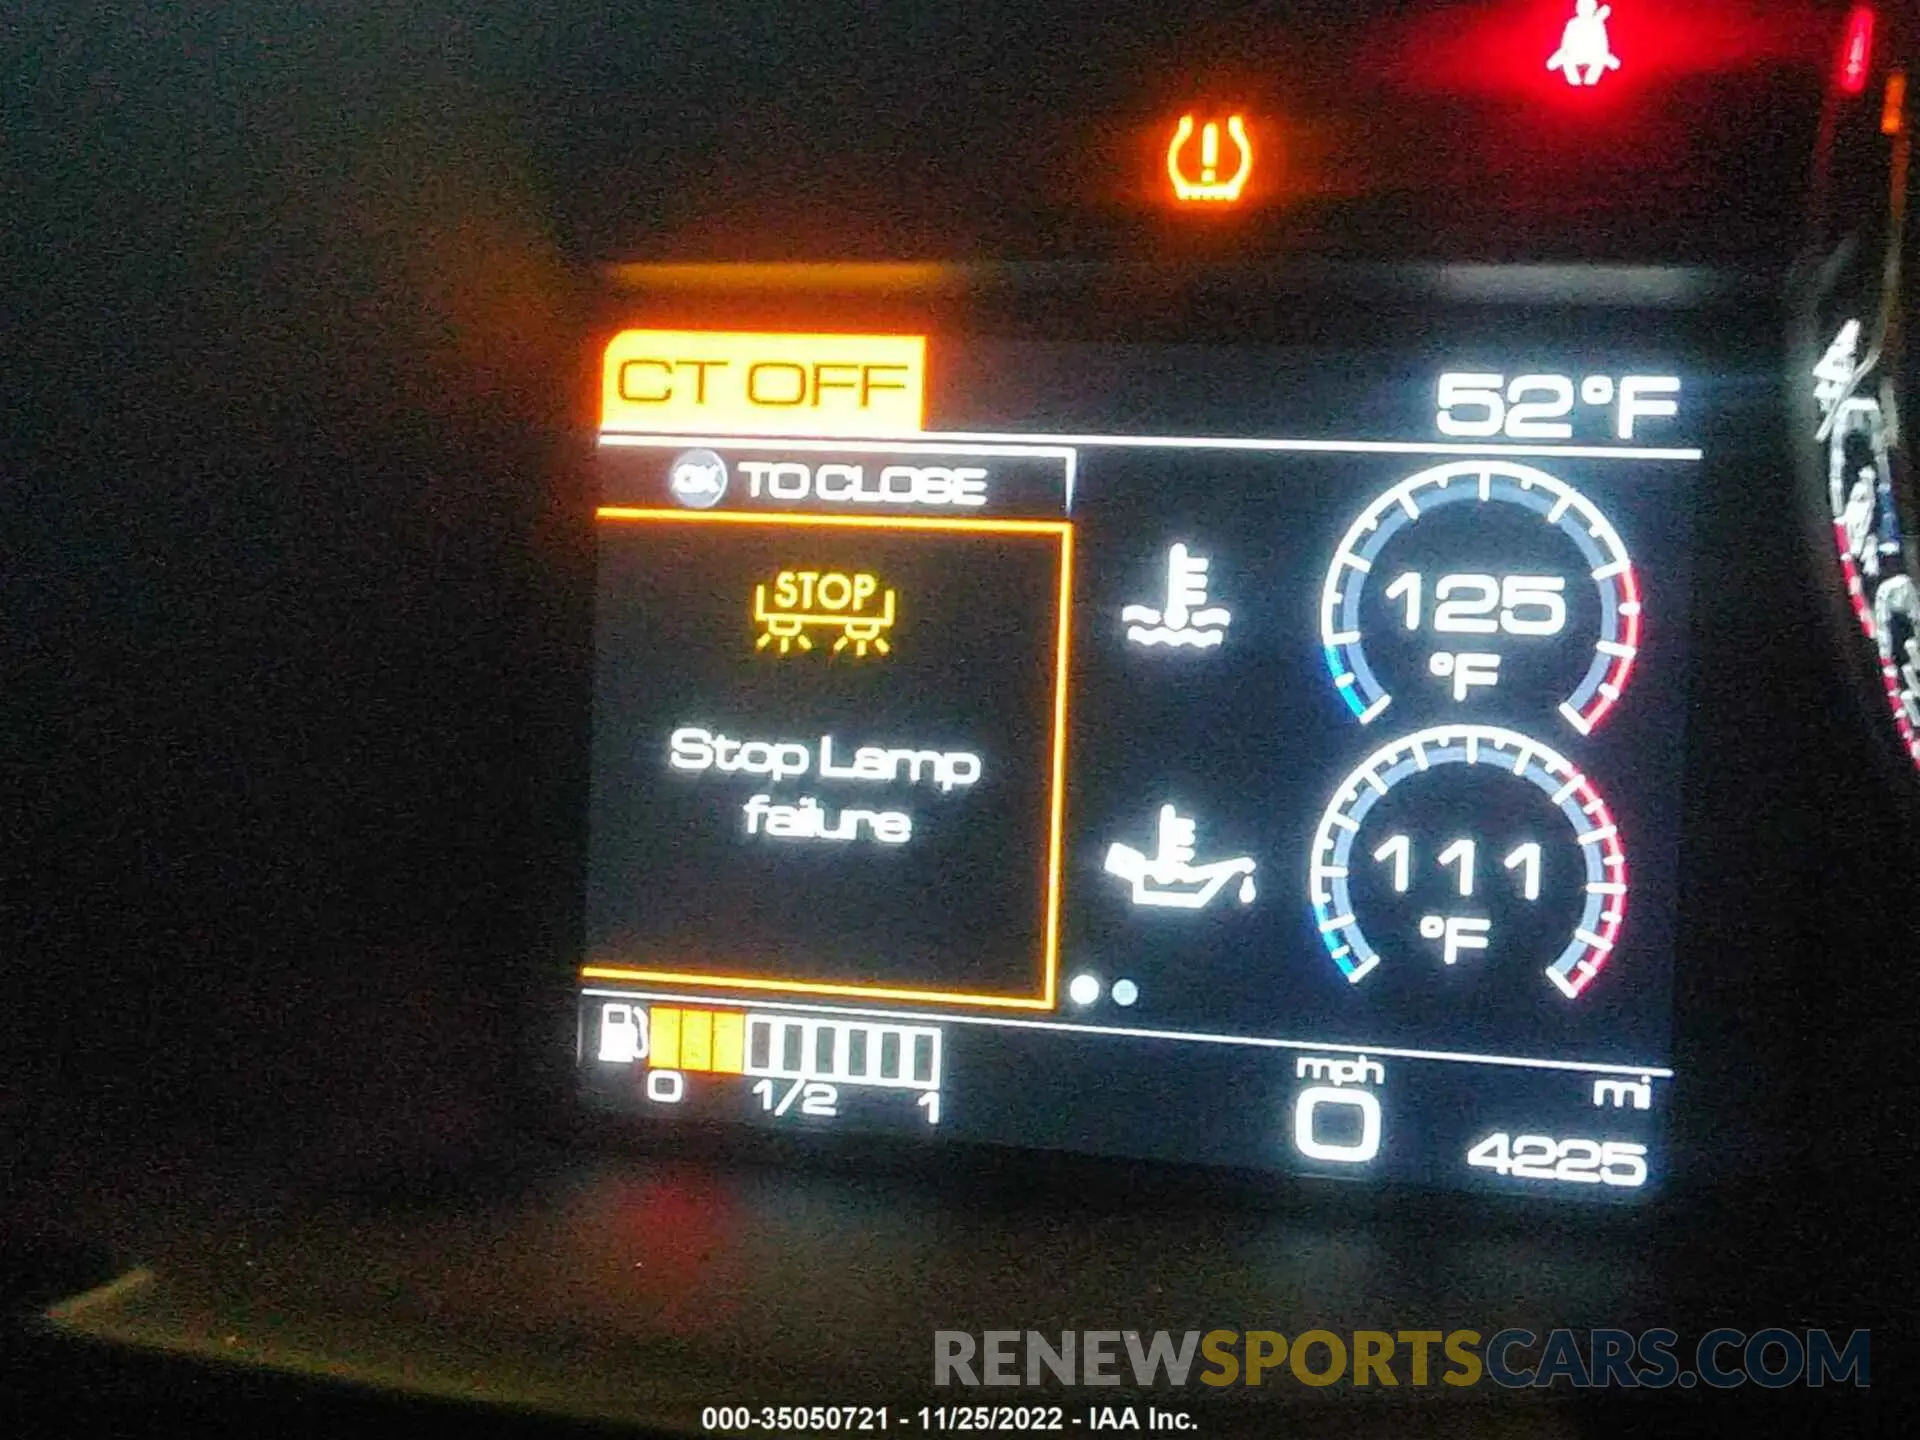 CT OFF
52°F
OK TO CLOSE
STOP
Stop Lamp
failure
125
°F
111
°F
0 1/2 1
mph
0
mi
4225
RENEWSPORTSCARS.COM
000-35050721 - 11/25/2022 - IAA Inc.